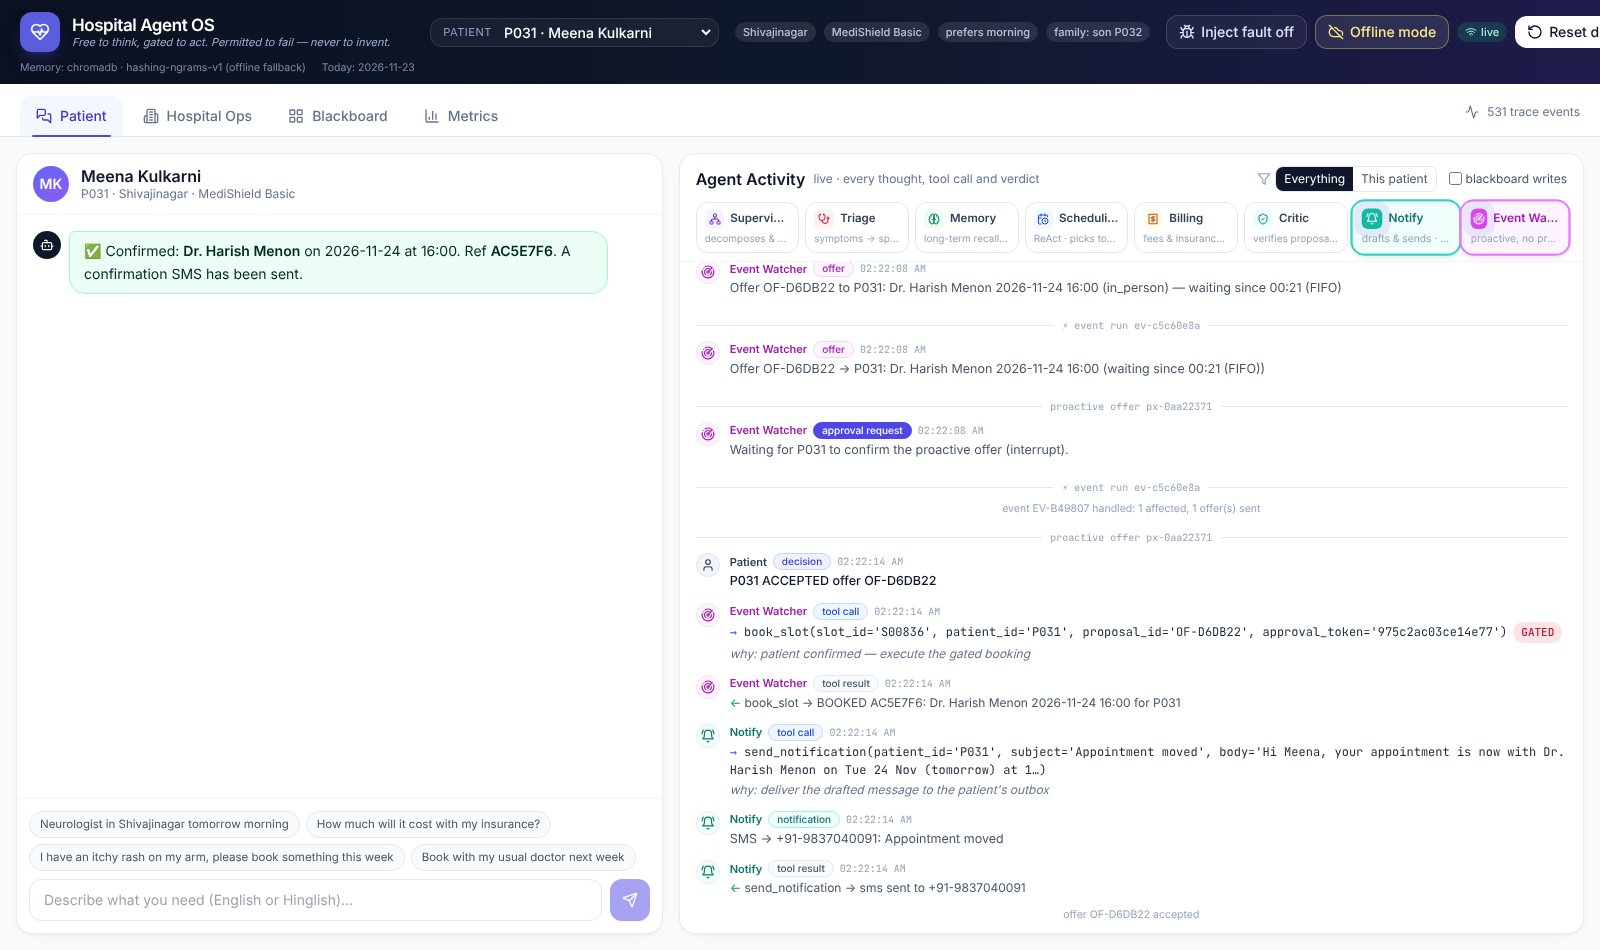 Hospital Agent OS
Free to think, gated to act. Permitted to fail — never to invent.
Memory: chromadb · hashing-ngrams-v1 (offline fallback) Today: 2026-11-23
PATIENT P031 · Meena Kulkarni
Shivajinagar MediShield Basic prefers morning family: son P032
Inject fault off Offline mode live Reset d
Patient Hospital Ops Blackboard Metrics
531 trace events
MK Meena Kulkarni
P031 · Shivajinagar · MediShield Basic
✅ Confirmed: Dr. Harish Menon on 2026-11-24 at 16:00. Ref AC5E7F6. A
confirmation SMS has been sent.
Neurologist in Shivajinagar tomorrow morning How much will it cost with my insurance?
I have an itchy rash on my arm, please book something this week Book with my usual doctor next week
Describe what you need (English or Hinglish)...
Agent Activity live · every thought, tool call and verdict
Everything This patient blackboard writes
Supervi... Triage Memory Scheduli... Billing Critic Notify Event Wa...
decomposes & ... symptoms → sp... long-term recall... ReAct · picks to... fees & insuranc... verifies proposa... drafts & sends · ... proactive, no pr...
Event Watcher offer 02:22:08 AM
Offer OF-D6DB22 to P031: Dr. Harish Menon 2026-11-24 16:00 (in_person) — waiting since 00:21 (FIFO)
⚡ event run ev-c5c60e8a
Event Watcher offer 02:22:08 AM
Offer OF-D6DB22 → P031: Dr. Harish Menon 2026-11-24 16:00 (waiting since 00:21 (FIFO))
proactive offer px-0aa22371
Event Watcher approval request 02:22:08 AM
Waiting for P031 to confirm the proactive offer (interrupt).
⚡ event run ev-c5c60e8a
event EV-B49807 handled: 1 affected, 1 offer(s) sent
proactive offer px-0aa22371
Patient decision 02:22:14 AM
P031 ACCEPTED offer OF-D6DB22
Event Watcher tool call 02:22:14 AM
→ book_slot(slot_id='S00836', patient_id='P031', proposal_id='OF-D6DB22', approval_token='975c2ac03ce14e77') GATED
why: patient confirmed — execute the gated booking
Event Watcher tool result 02:22:14 AM
← book_slot → BOOKED AC5E7F6: Dr. Harish Menon 2026-11-24 16:00 for P031
Notify tool call 02:22:14 AM
→ send_notification(patient_id='P031', subject='Appointment moved', body='Hi Meena, your appointment is now with Dr.
Harish Menon on Tue 24 Nov (tomorrow) at 1…)
why: deliver the drafted message to the patient's outbox
Notify notification 02:22:14 AM
SMS → +91-9837040091: Appointment moved
Notify tool result 02:22:14 AM
← send_notification → sms sent to +91-9837040091
offer OF-D6DB22 accepted